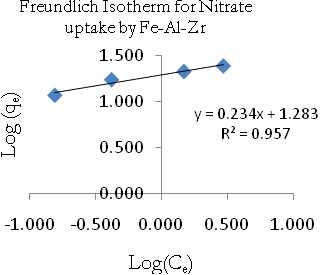 Freundlich Isotherm for Nitrate
uptake by Fe-Al-Zr
1.500
1.000
0.500
0.000
y = 0.234x + 1.283
R² = 0.957
Log (qe)
-1.000 -0.500 0.000 0.500 1.000
Log(Ce)